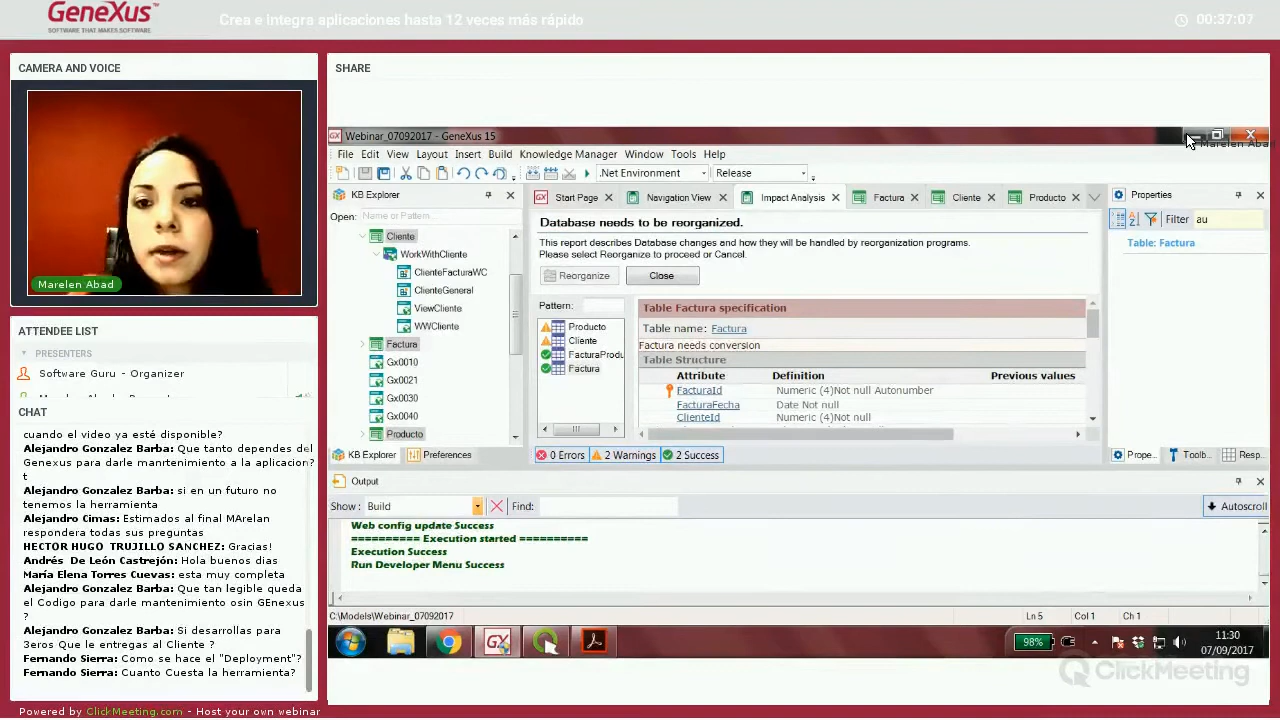 GeneXus™
SOFTWARE THAT MAKES SOFTWARE
Crea e integra aplicaciones hasta 12 veces más rápido
00:37:07
CAMERA AND VOICE
Marelen Abad
ATTENDEE LIST
PRESENTERS
Software Guru - Organizer
CHAT
cuando el video ya esté disponible?
Alejandro Gonzalez Barba: Que tanto dependes del
Genexus para darle manrtenimiento a la aplicacion?
t
Alejandro Gonzalez Barba: si en un futuro no
tenemos la herramienta
Alejandro Cimas: Estimados al final MArelan
respondera todas sus preguntas
HECTOR HUGO TRUJILLO SANCHEZ: Gracias!
Andrés De León Castrejón: Hola buenos dias
María Elena Torres Cuevas: esta muy completa
Alejandro Gonzalez Barba: Que tan legible queda
el Codigo para darle mantenimiento osin GEnexus
?
Alejandro Gonzalez Barba: Si desarrollas para
3eros Que le entregas al Cliente ?
Fernando Sierra: Como se hace el "Deployment"?
Fernando Sierra: Cuanto Cuesta la herramienta?
Powered by ClickMeeting.com - Host your own webinar
SHARE
Webinar_07092017 - GeneXus 15
Marelen Aba
File Edit View Layout Insert Build Knowledge Manager Window Tools Help
.Net Environment Release
KB Explorer
Open: Name or Pattern...
Cliente
WorkWithCliente
ClienteFacturaWC
ClienteGeneral
ViewCliente
WWCliente
Factura
Gx0010
Gx0021
Gx0030
Gx0040
Producto
KB Explorer Preferences
Start Page Navigation View Impact Analysis Factura Cliente Producto
Database needs to be reorganized.
This report describes Database changes and how they will be handled by reorganization programs.
Please select Reorganize to proceed or Cancel.
Reorganize Close
Pattern:
Producto
Cliente
FacturaProdu
Factura
Table Factura specification
Table name: Factura
Factura needs conversion
Table Structure
Attribute Definition Previous values
FacturaId Numeric (4)Not null Autonumber
FacturaFecha Date Not null
ClienteId Numeric (4)Not null
0 Errors 2 Warnings 2 Success
Properties
Filter au
Table: Factura
Prope... Toolb... Resp...
Output
Show: Build Find: Autoscroll
Web config update Success
========== Execution started ==========
Execution Success
Run Developer Menu Success
C:\Models\Webinar_07092017 Ln 5 Col 1 Ch 1
98%
11:30
07/09/2017
ClickMeeting